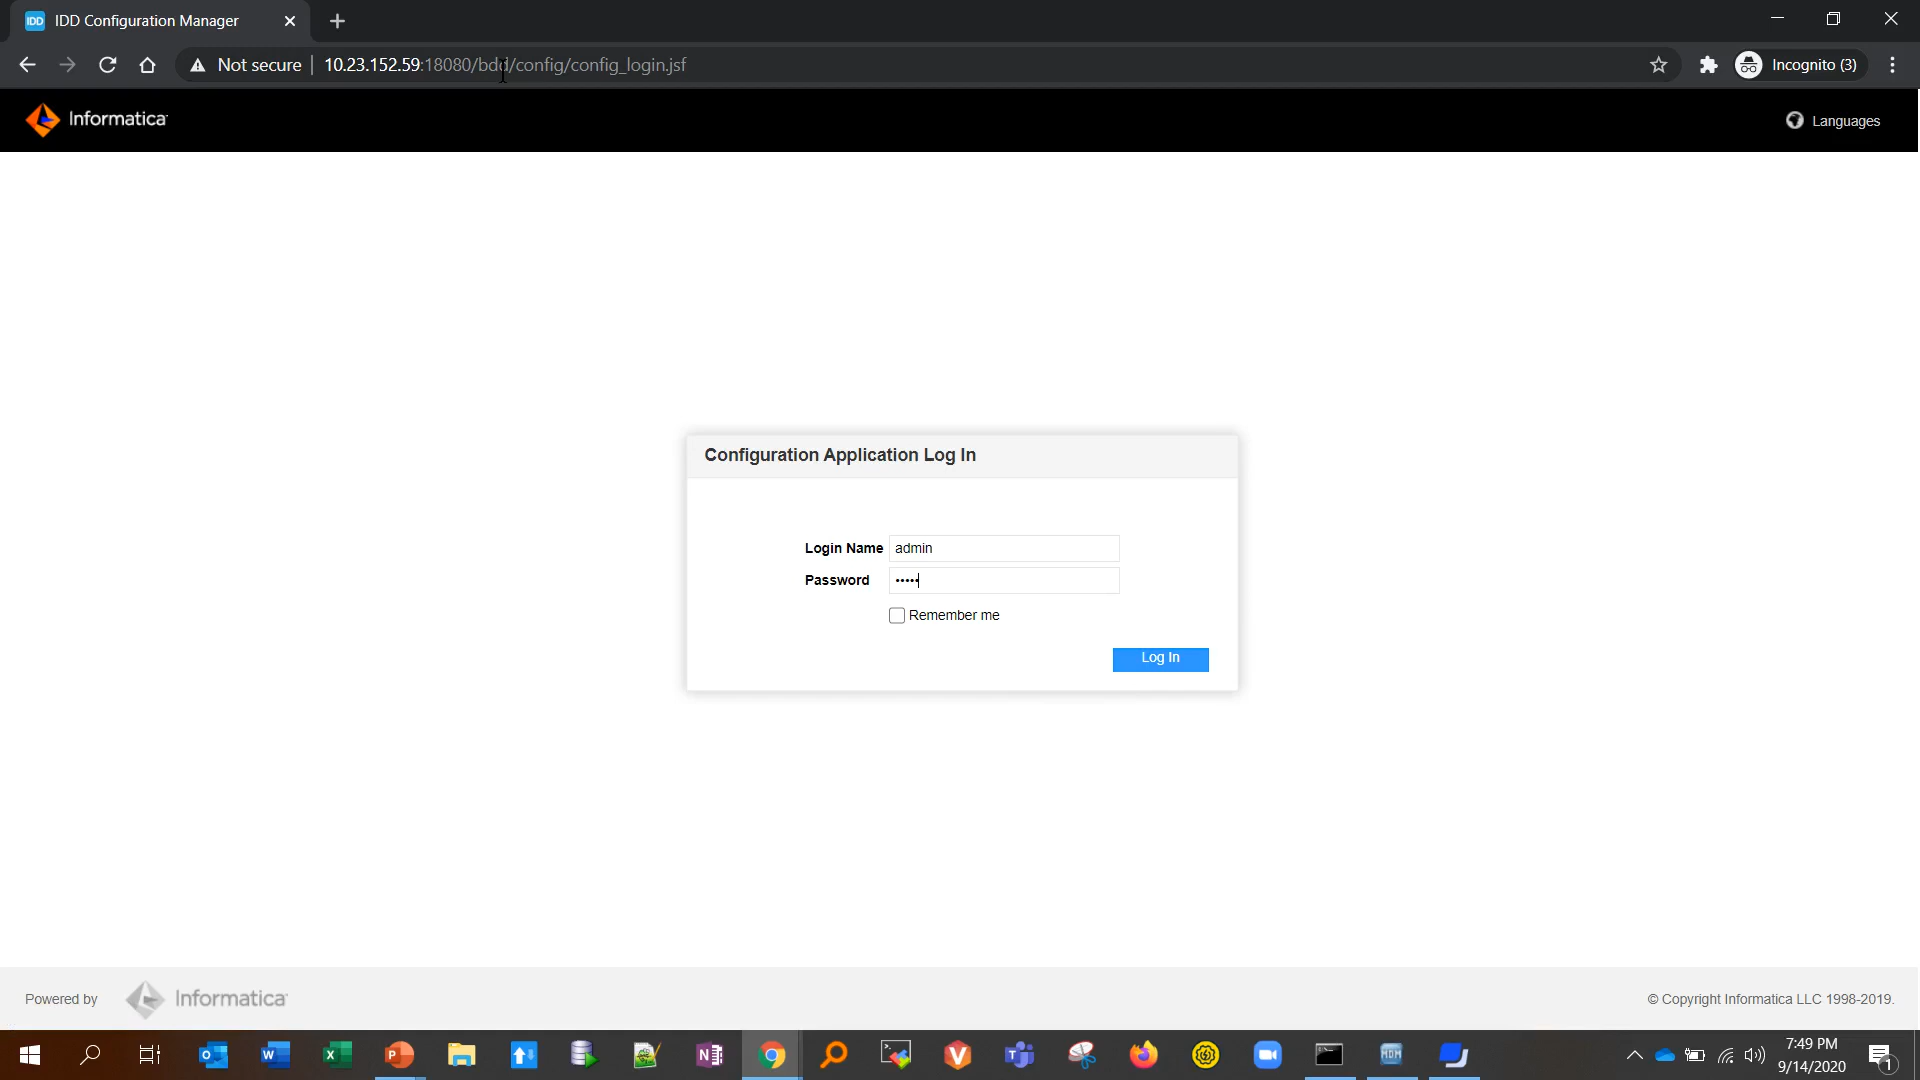 IDD IDD Configuration Manager
Not secure 10.23.152.59:18080/bdd/config/config_login.jsf Incognito (3)
Informatica Languages
Configuration Application Log In
Login Name admin
Password •••••
Remember me
Log In
Powered by Informatica © Copyright Informatica LLC 1998-2019.
7:49 PM
9/14/2020
1